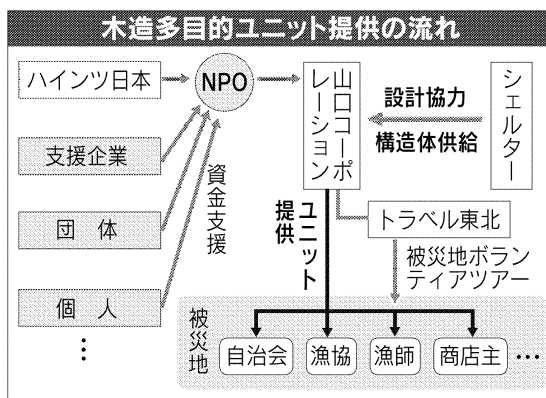 木造多目的ユニット提供の流れ
ハインツ日本
NPO
山口コーポ
レーション
設計協力
構造体供給
シェルター
支援企業
団　体
個　人
⋮
資金支援
ユニット
提供
トラベル東北
被災地ボラン
ティアツアー
被災地
自治会
漁協
漁師
商店主
…